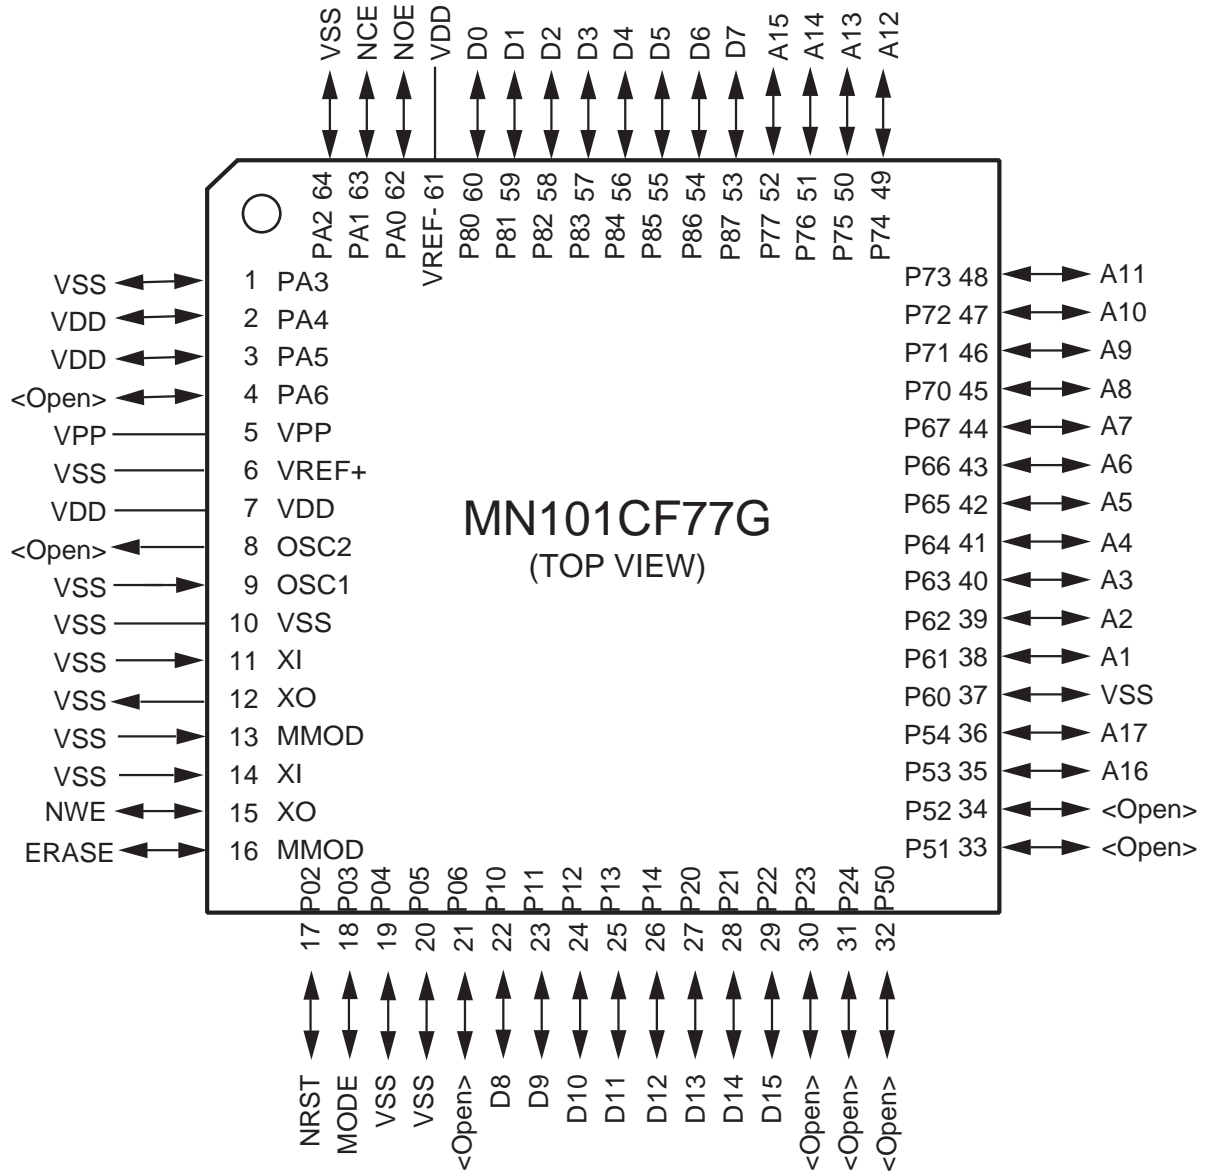 VSS NCE NOE VDD D0 D1 D2 D3 D4 D5 D6 D7 A15 A14 A13 A12
64 63 62 61 60 59 58 57 56 55 54 53 52 51 50 49
PA2 PA1 PA0 VREF- P80 P81 P82 P83 P84 P85 P86 P87 P77 P76 P75 P74
VSS 1 PA3
VDD 2 PA4
VDD 3 PA5
<Open> 4 PA6
VPP 5 VPP
VSS 6 VREF+
VDD 7 VDD
<Open> 8 OSC2
VSS 9 OSC1
VSS 10 VSS
VSS 11 XI
VSS 12 XO
VSS 13 MMOD
VSS 14 XI
NWE 15 XO
ERASE 16 MMOD
MN101CF77G
(TOP VIEW)
P73 48 A11
P72 47 A10
P71 46 A9
P70 45 A8
P67 44 A7
P66 43 A6
P65 42 A5
P64 41 A4
P63 40 A3
P62 39 A2
P61 38 A1
P60 37 VSS
P54 36 A17
P53 35 A16
P52 34 <Open>
P51 33 <Open>
P02 P03 P04 P05 P06 P10 P11 P12 P13 P14 P20 P21 P22 P23 P24 P50
17 18 19 20 21 22 23 24 25 26 27 28 29 30 31 32
NRST MODE VSS VSS <Open> D8 D9 D10 D11 D12 D13 D14 D15 <Open> <Open> <Open>